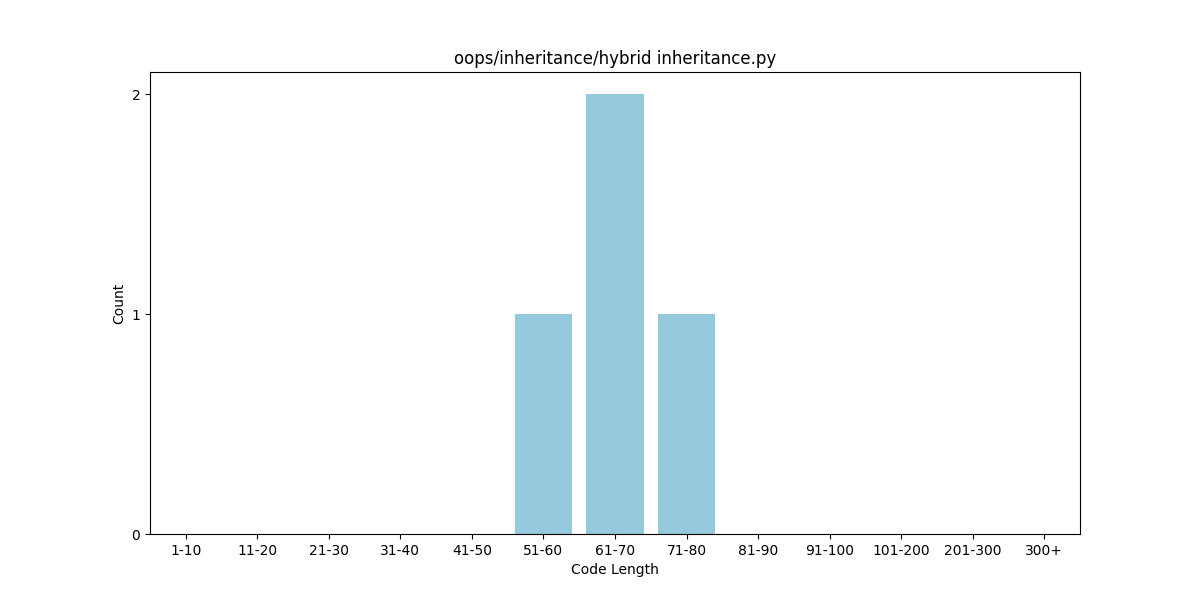 oops/inheritance/hybrid inheritance.py
2
1
0
Count
1-10 11-20 21-30 31-40 41-50 51-60 61-70 71-80 81-90 91-100 101-200 201-300 300+
Code Length